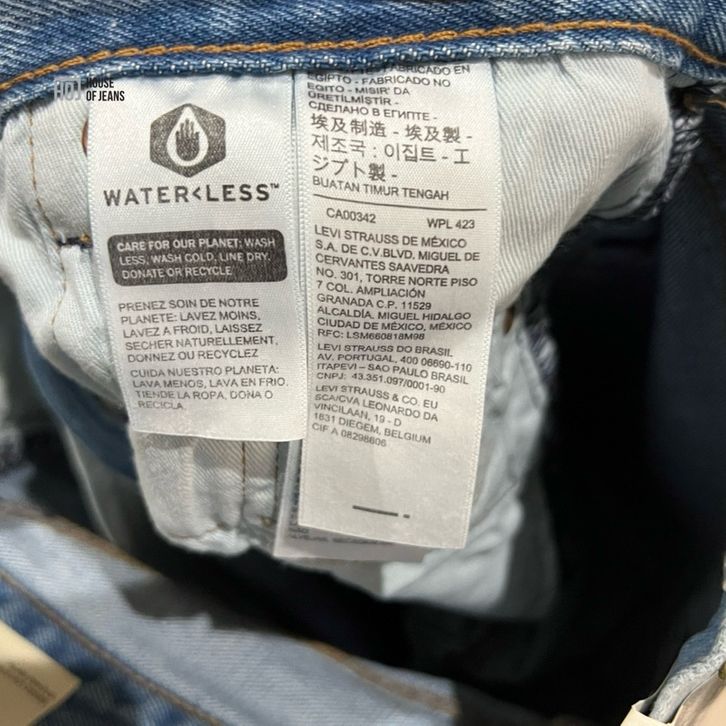 HOJ HOUSE
OF JEANS
WATER<LESS™
CARE FOR OUR PLANET: WASH
LESS, WASH COLD, LINE DRY,
DONATE OR RECYCLE
PRENEZ SOIN DE NOTRE
PLANETE: LAVEZ MOINS,
LAVEZ A FROID, LAISSEZ
SECHER NATURELLEMENT,
DONNEZ OU RECYCLEZ
CUIDA NUESTRO PLANETA:
LAVA MENOS, LAVA EN FRIO,
TIENDE LA ROPA, DONA O
RECICLA
FABRICADO EN
EGIPTO - FABRICADO NO
EGITO - MISIR' DA
ÜRETILMIŞTIR -
СДЕЛАНО В ЕГИПТЕ -
埃及制造 - 埃及製 -
제조국 : 이집트 - エ
ジプト製 -
BUATAN TIMUR TENGAH
CA00342 WPL 423
LEVI STRAUSS DE MÉXICO
S.A. DE C.V.BLVD. MIGUEL DE
CERVANTES SAAVEDRA
NO. 301, TORRE NORTE PISO
7 COL. AMPLIACIÓN
GRANADA C.P. 11529
ALCALDÍA. MIGUEL HIDALGO
CIUDAD DE MÉXICO, MÉXICO
RFC: LSM660818M98
LEVI STRAUSS DO BRASIL
AV. PORTUGAL, 400 06690-110
ITAPEVI – SAO PAULO BRASIL
CNPJ: 43.351.097/0001-90
LEVI STRAUSS & CO. EU
SCA/CVA LEONARDO DA
VINCILAAN, 19 - D
1831 DIEGEM, BELGIUM
CIF A 08298606